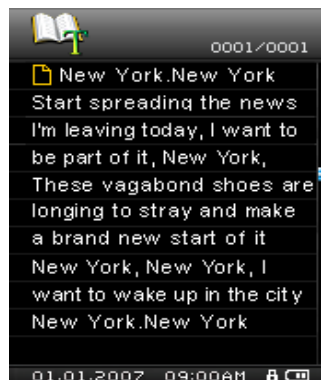 T
0001/0001
New York.New York
Start spreading the news
I'm leaving today, I want to
be part of it, New York,
These vagabond shoes are
longing to stray and make
a brand new start of it
New York, New York, I
want to wake up in the city
New York.New York
01.01.2007 09:00AM